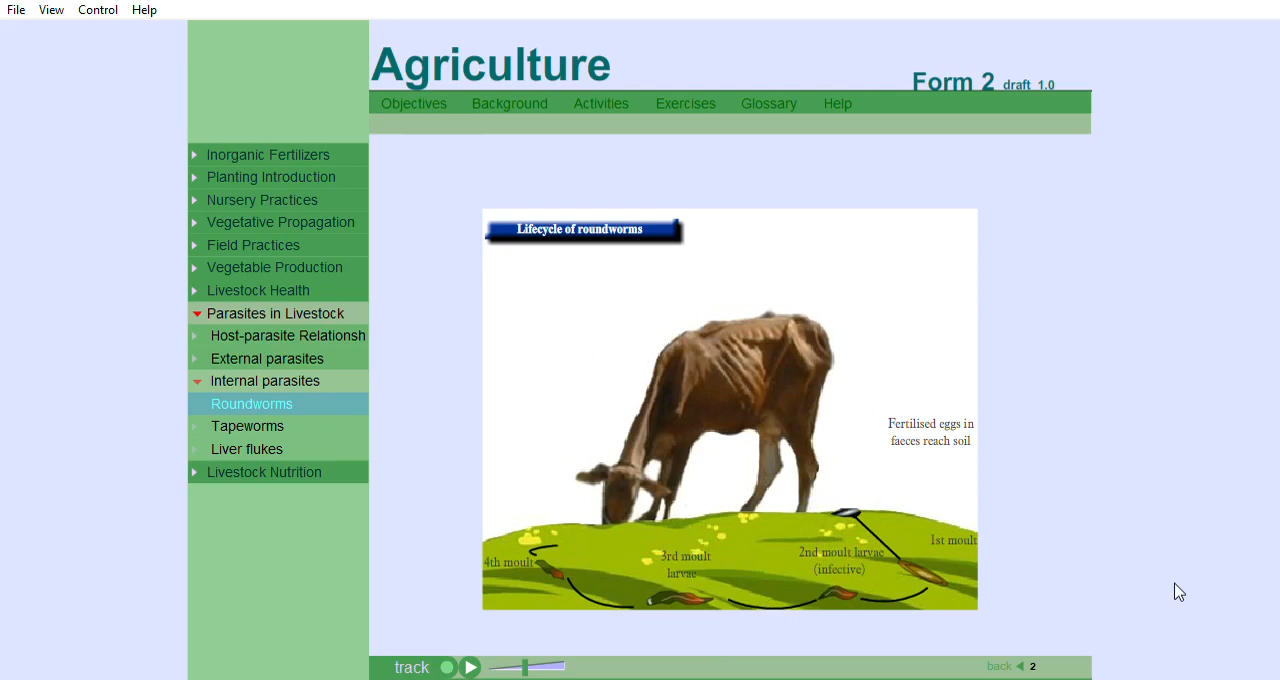 File View Control Help
Agriculture
Form 2 draft 1.0
Objectives Background Activities Exercises Glossary Help
Inorganic Fertilizers
Planting Introduction
Nursery Practices
Vegetative Propagation
Field Practices
Vegetable Production
Livestock Health
Parasites in Livestock
Host-parasite Relationsh
External parasites
Internal parasites
Roundworms
Tapeworms
Liver flukes
Livestock Nutrition
Lifecycle of roundworms
Fertilised eggs in
faeces reach soil
1st moult
2nd moult larvae
(infective)
3rd moult
larvae
4th moult
track
back 2